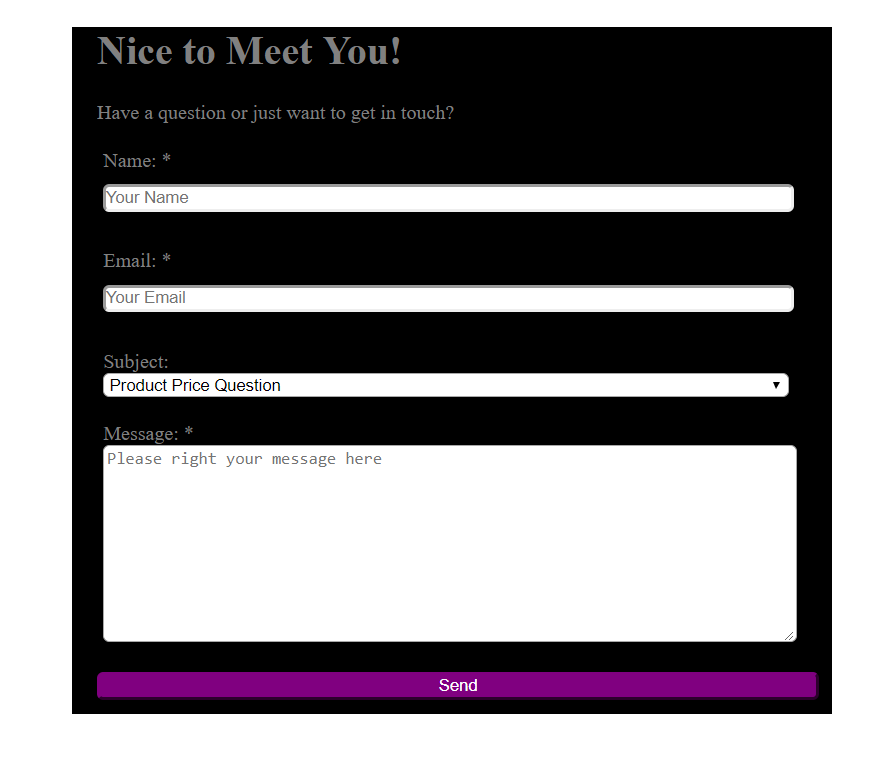 Nice to Meet You!
Have a question or just want to get in touch?
Name: *
Your Name
Email: *
Your Email
Subject:
Product Price Question
Message: *
Please right your message here
Send